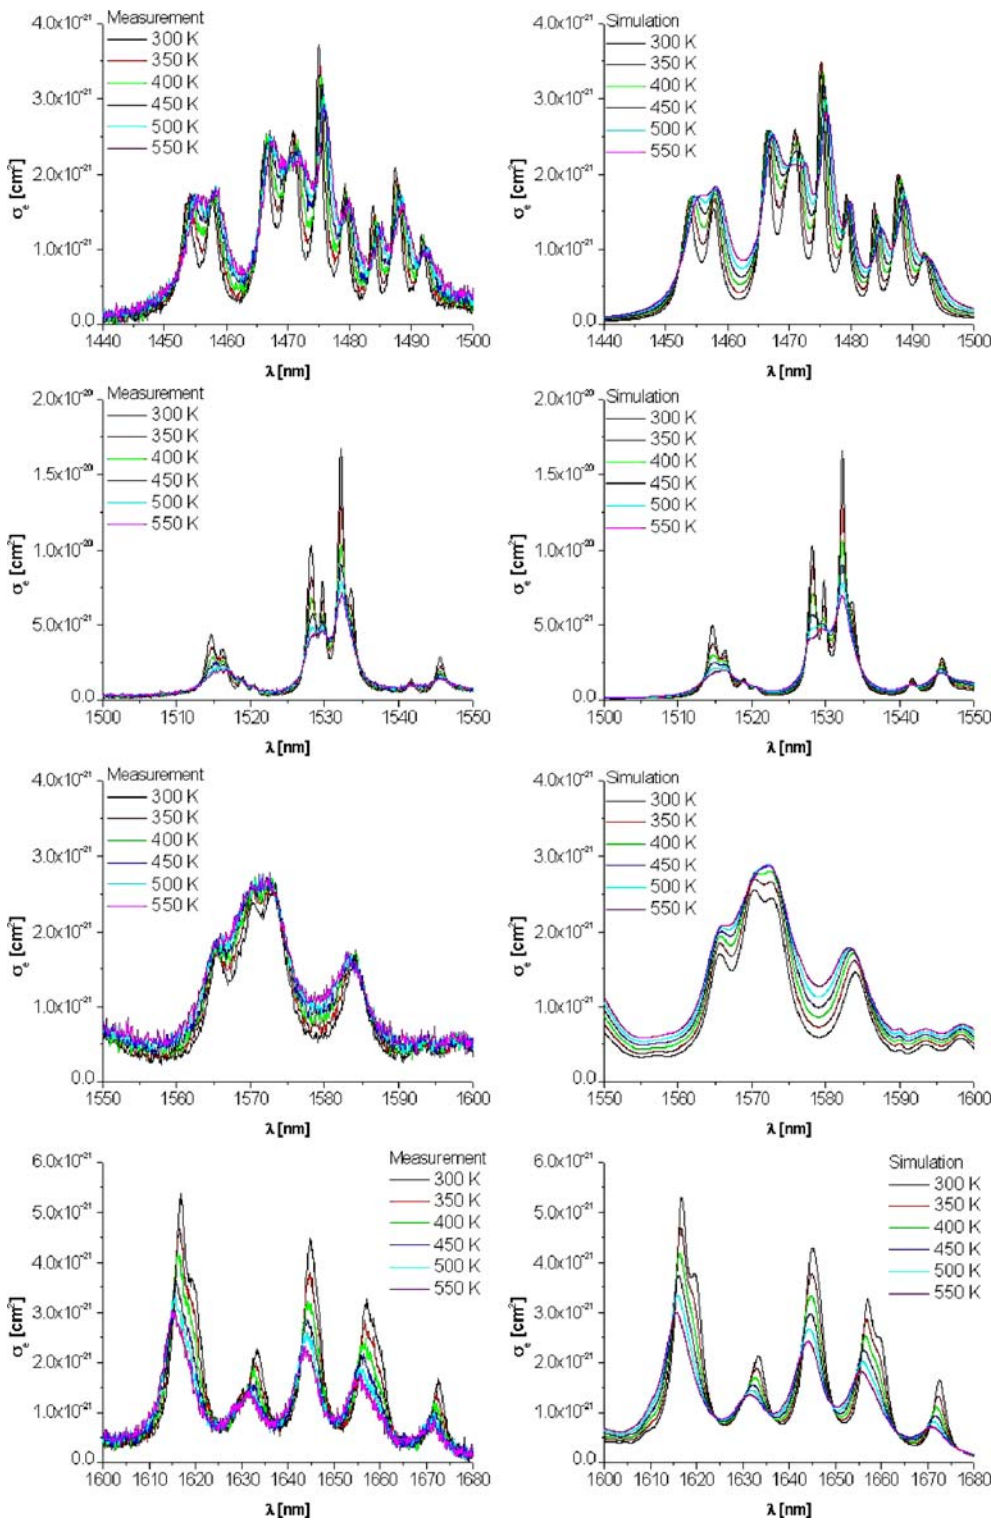 Measurement
300 K
350 K
400 K
450 K
500 K
550 K
4.0x10⁻²¹
3.0x10⁻²¹
2.0x10⁻²¹
1.0x10⁻²¹
0.0
σₑ [cm²]
1440 1450 1460 1470 1480 1490 1500
λ [nm]
Simulation
300 K
350 K
400 K
450 K
500 K
550 K
4.0x10⁻²¹
3.0x10⁻²¹
2.0x10⁻²¹
1.0x10⁻²¹
0.0
σₑ [cm²]
1440 1450 1460 1470 1480 1490 1500
λ [nm]
Measurement
300 K
350 K
400 K
450 K
500 K
550 K
2.0x10⁻²⁰
1.5x10⁻²⁰
1.0x10⁻²⁰
5.0x10⁻²¹
0.0
σₑ [cm²]
1500 1510 1520 1530 1540 1550
λ [nm]
Simulation
300 K
350 K
400 K
450 K
500 K
550 K
2.0x10⁻²⁰
1.5x10⁻²⁰
1.0x10⁻²⁰
5.0x10⁻²¹
0.0
σₑ [cm²]
1500 1510 1520 1530 1540 1550
λ [nm]
Measurement
300 K
350 K
400 K
450 K
500 K
550 K
4.0x10⁻²¹
3.0x10⁻²¹
2.0x10⁻²¹
1.0x10⁻²¹
0.0
σₑ [cm²]
1550 1560 1570 1580 1590 1600
λ [nm]
Simulation
300 K
350 K
400 K
450 K
500 K
550 K
4.0x10⁻²¹
3.0x10⁻²¹
2.0x10⁻²¹
1.0x10⁻²¹
0.0
σₑ [cm²]
1550 1560 1570 1580 1590 1600
λ [nm]
Measurement
300 K
350 K
400 K
450 K
500 K
550 K
6.0x10⁻²¹
5.0x10⁻²¹
4.0x10⁻²¹
3.0x10⁻²¹
2.0x10⁻²¹
1.0x10⁻²¹
0.0
σₑ [cm²]
1600 1610 1620 1630 1640 1650 1660 1670 1680
λ [nm]
Simulation
300 K
350 K
400 K
450 K
500 K
550 K
6.0x10⁻²¹
5.0x10⁻²¹
4.0x10⁻²¹
3.0x10⁻²¹
2.0x10⁻²¹
1.0x10⁻²¹
0.0
σₑ [cm²]
1600 1610 1620 1630 1640 1650 1660 1670 1680
λ [nm]